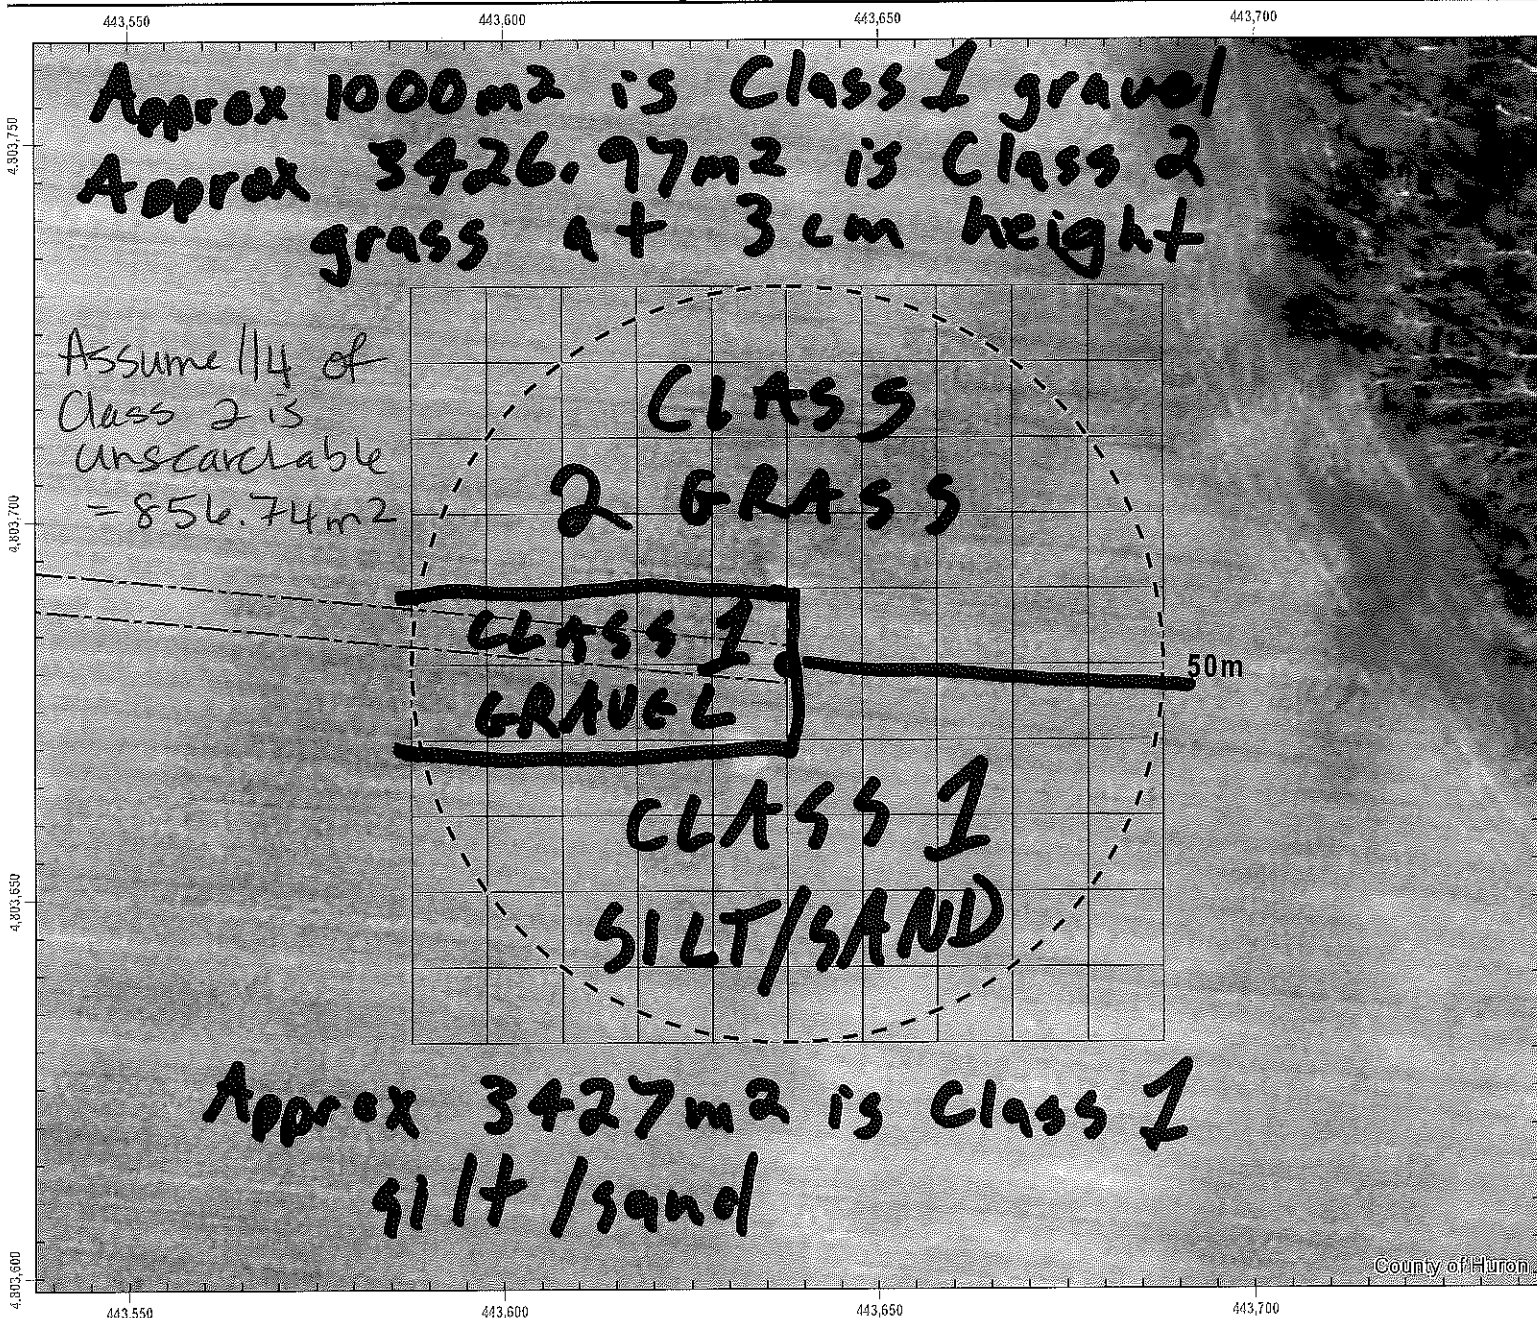 443,550 443,600 443,650 443,700
Approx 1000m2 is Class 1 gravel
4,803,750
Approx 3426.97m2 is Class 2
grass at 3cm height
Assume 1/4 of
Class 2 is
unsearchable
=856.74m2
CLASS
2 GRASS
4,803,700
CLASS 1
GRAVEL
50m
CLASS 1
SILT/SAND
4,803,650
Approx 3427m2 is Class 1
silt/sand
4,803,600
County of Huron
443,550 443,600 443,650 443,700